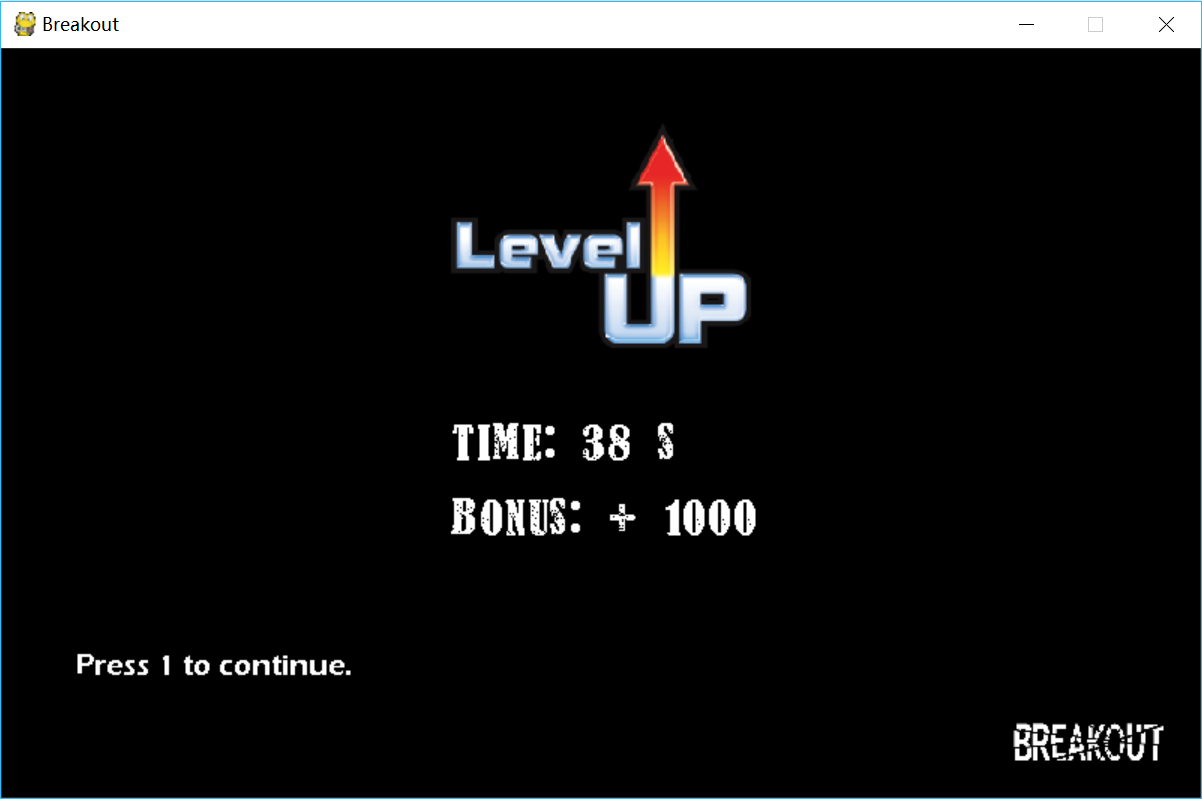 Breakout
Level
UP
TIME: 38 S
BONUS: + 1000
Press 1 to continue.
BREAKOUT